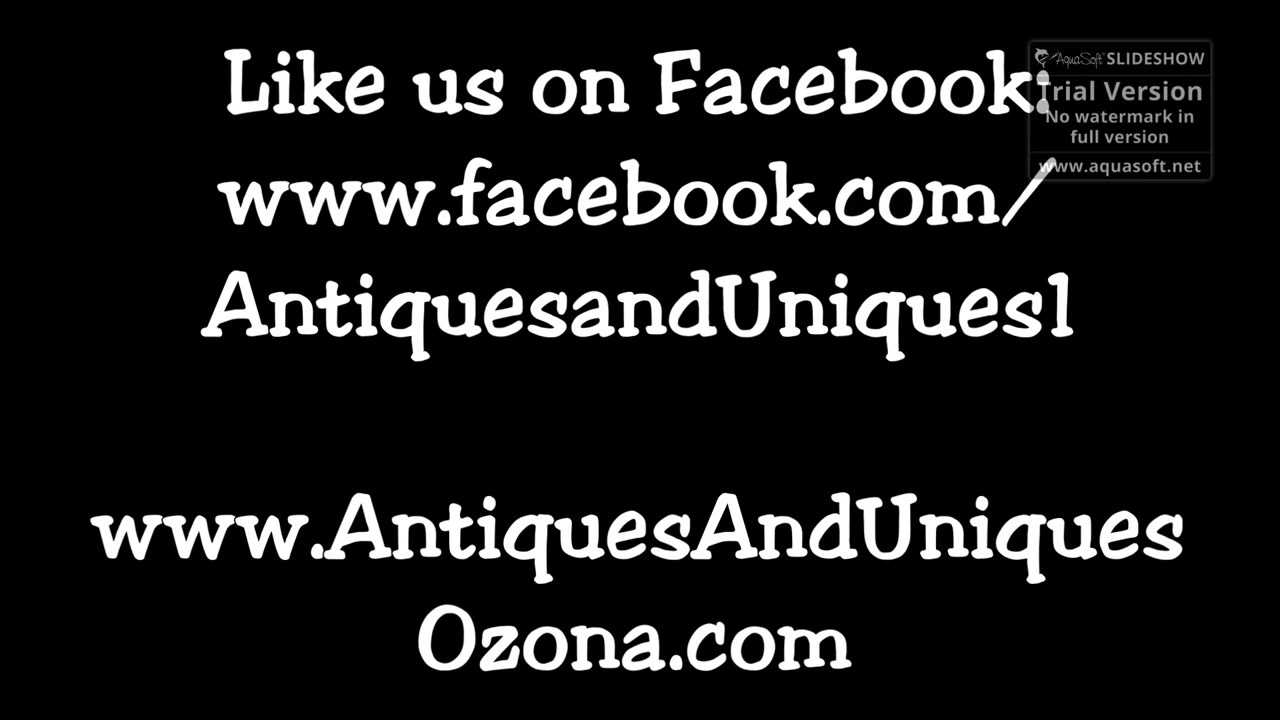 Like us on Facebook:
www.facebook.com/
AntiquesandUniques1
www.AntiquesAndUniques
Ozona.com
AquaSoft SLIDESHOW
Trial Version
No watermark in
full version
www.aquasoft.net